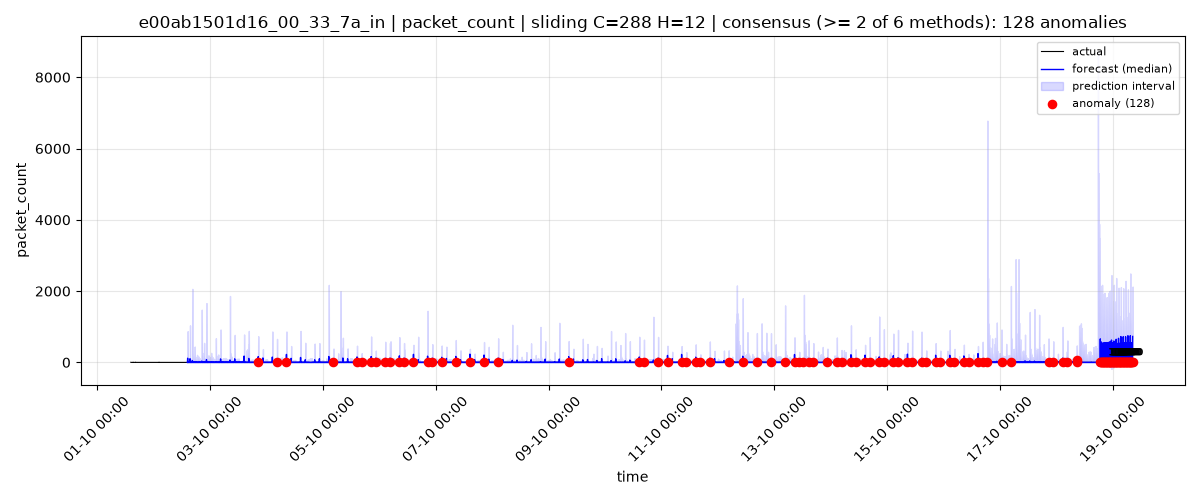 e00ab1501d16_00_33_7a_in | packet_count | sliding C=288 H=12 | consensus (>= 2 of 6 methods): 128 anomalies
actual
forecast (median)
prediction interval
anomaly (128)
packet_count
8000
6000
4000
2000
0
01-10 00:00
03-10 00:00
05-10 00:00
07-10 00:00
09-10 00:00
11-10 00:00
13-10 00:00
15-10 00:00
17-10 00:00
19-10 00:00
time